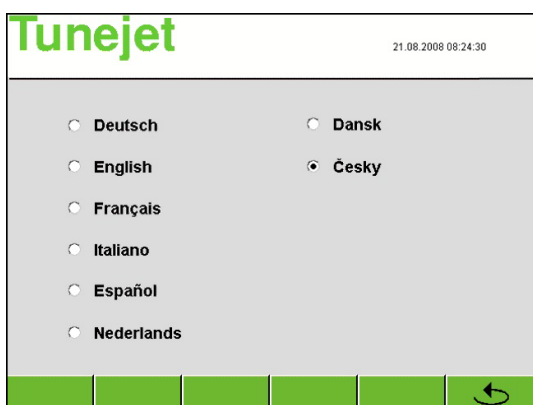 Tunejet
21.08.2008 08:24:30
Deutsch
English
Français
Italiano
Español
Nederlands
Dansk
Česky